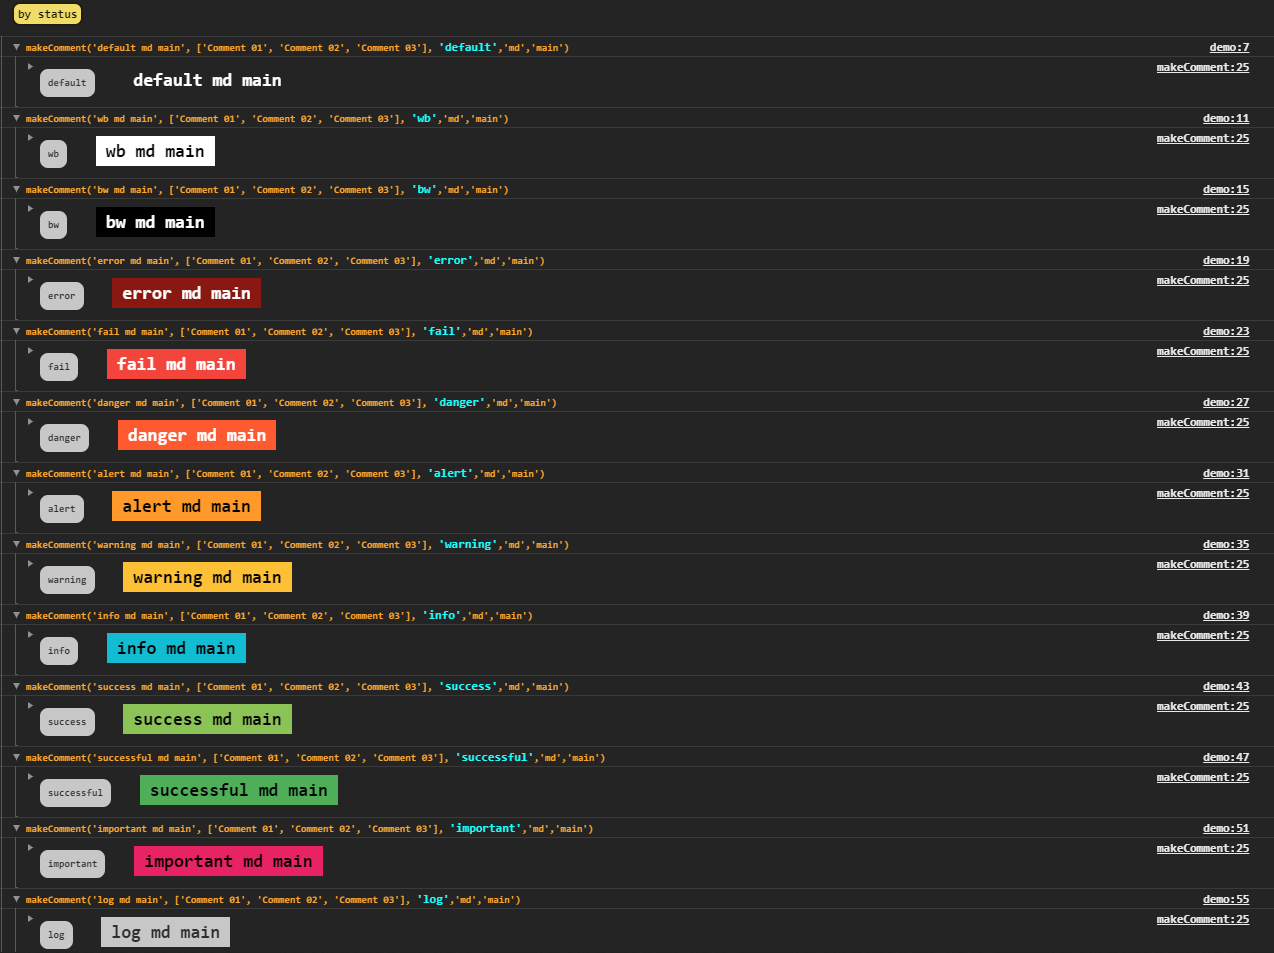 by status
makeComment('default md main', ['Comment 01', 'Comment 02', 'Comment 03'], 'default','md','main') demo:7
makeComment:25
default default md main
makeComment('wb md main', ['Comment 01', 'Comment 02', 'Comment 03'], 'wb','md','main') demo:11
makeComment:25
wb wb md main
makeComment('bw md main', ['Comment 01', 'Comment 02', 'Comment 03'], 'bw','md','main') demo:15
makeComment:25
bw bw md main
makeComment('error md main', ['Comment 01', 'Comment 02', 'Comment 03'], 'error','md','main') demo:19
makeComment:25
error error md main
makeComment('fail md main', ['Comment 01', 'Comment 02', 'Comment 03'], 'fail','md','main') demo:23
makeComment:25
fail fail md main
makeComment('danger md main', ['Comment 01', 'Comment 02', 'Comment 03'], 'danger','md','main') demo:27
makeComment:25
danger danger md main
makeComment('alert md main', ['Comment 01', 'Comment 02', 'Comment 03'], 'alert','md','main') demo:31
makeComment:25
alert alert md main
makeComment('warning md main', ['Comment 01', 'Comment 02', 'Comment 03'], 'warning','md','main') demo:35
makeComment:25
warning warning md main
makeComment('info md main', ['Comment 01', 'Comment 02', 'Comment 03'], 'info','md','main') demo:39
makeComment:25
info info md main
makeComment('success md main', ['Comment 01', 'Comment 02', 'Comment 03'], 'success','md','main') demo:43
makeComment:25
success success md main
makeComment('successful md main', ['Comment 01', 'Comment 02', 'Comment 03'], 'successful','md','main') demo:47
makeComment:25
successful successful md main
makeComment('important md main', ['Comment 01', 'Comment 02', 'Comment 03'], 'important','md','main') demo:51
makeComment:25
important important md main
makeComment('log md main', ['Comment 01', 'Comment 02', 'Comment 03'], 'log','md','main') demo:55
makeComment:25
log log md main